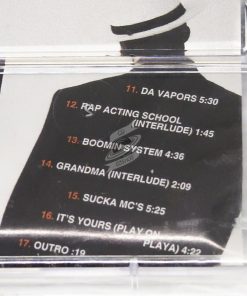 11. DA VAPORS 5:30
12. RAP ACTING SCHOOL
(INTERLUDE) 1:45
13. BOOMIN' SYSTEM 4:36
14. GRANDMA (INTERLUDE) 2:09
15. SUCKA MC'S 5:25
16. IT'S YOURS (PLAY ON
PLAYA) 4:22
17. OUTRO :19